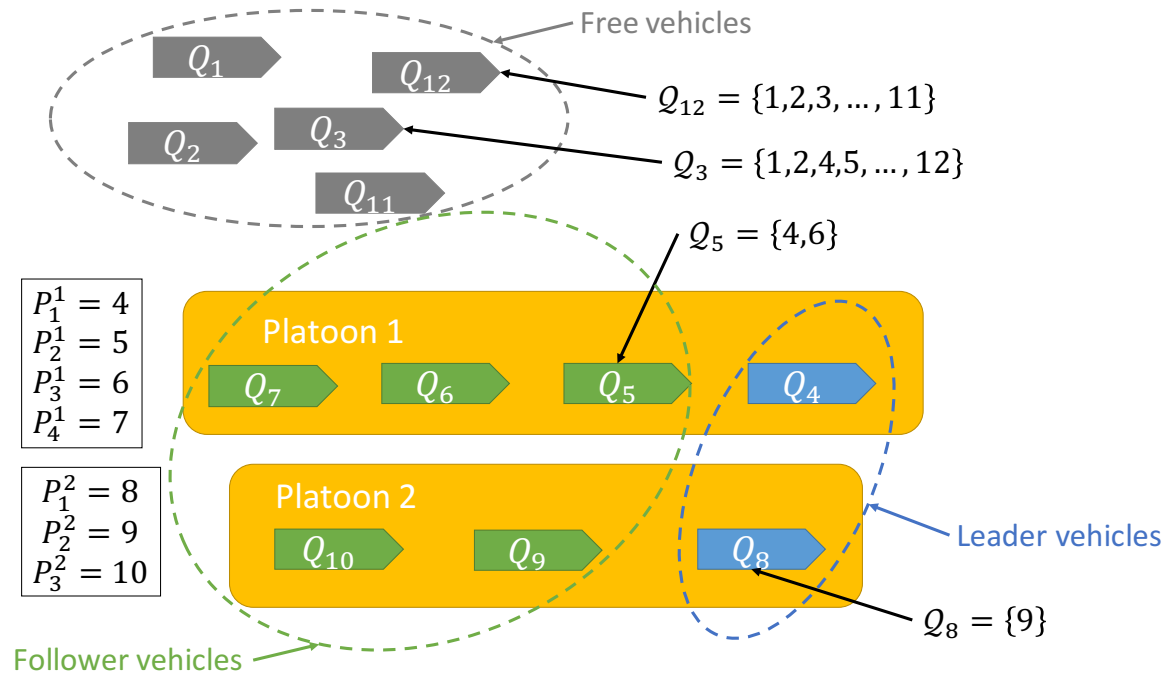 Free vehicles
Q₁
Q₁₂
𝒬₁₂ = {1,2,3, … , 11}
Q₂
Q₃
𝒬₃ = {1,2,4,5, … , 12}
Q₁₁
𝒬₅ = {4,6}
P₁¹ = 4
P₂¹ = 5
P₃¹ = 6
P₄¹ = 7
Platoon 1
Q₇
Q₆
Q₅
Q₄
P₁² = 8
P₂² = 9
P₃² = 10
Platoon 2
Q₁₀
Q₉
Q₈
Leader vehicles
𝒬₈ = {9}
Follower vehicles